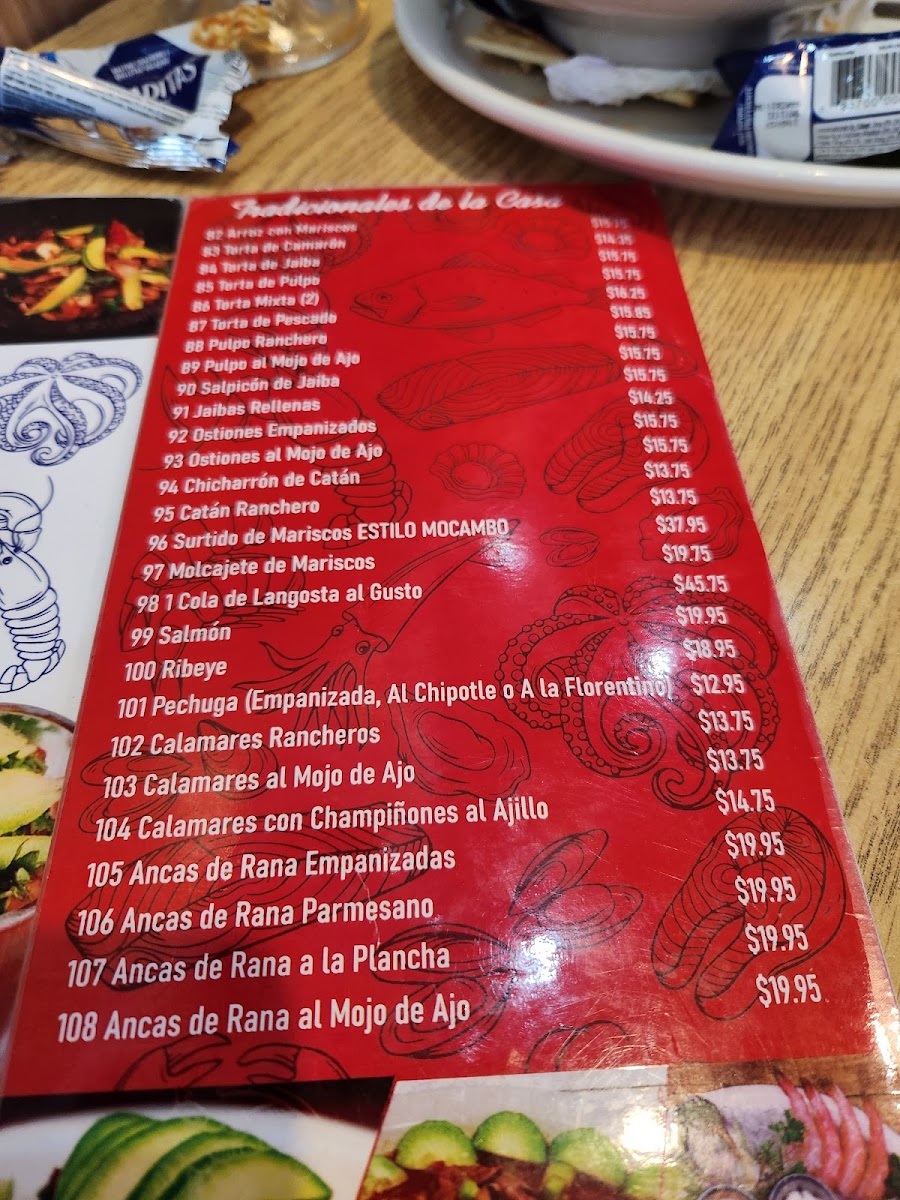 ADITAS
Tradicionales de la Casa
82 Arroz con Mariscos $15.75
83 Torta de Camarón $14.25
84 Torta de Jaiba $15.75
85 Torta de Pulpo $15.75
86 Torta Mixta (2) $16.25
87 Torta de Pescado $15.85
88 Pulpo Ranchero $15.75
89 Pulpo al Mojo de Ajo $15.75
90 Salpicón de Jaiba $15.75
91 Jaibas Rellenas $14.25
92 Ostiones Empanizados $15.75
93 Ostiones al Mojo de Ajo $15.75
94 Chicharrón de Catán $13.75
95 Catán Ranchero $13.75
96 Surtido de Mariscos ESTILO MOCAMBO $37.95
97 Molcajete de Mariscos $19.75
98 1 Cola de Langosta al Gusto $45.75
99 Salmón $19.95
100 Ribeye $18.95
101 Pechuga (Empanizada, Al Chipotle o A la Florentino) $12.95
102 Calamares Rancheros $13.75
103 Calamares al Mojo de Ajo $13.75
104 Calamares con Champiñones al Ajillo $14.75
105 Ancas de Rana Empanizadas $19.95
106 Ancas de Rana Parmesano $19.95
107 Ancas de Rana a la Plancha $19.95
108 Ancas de Rana al Mojo de Ajo $19.95